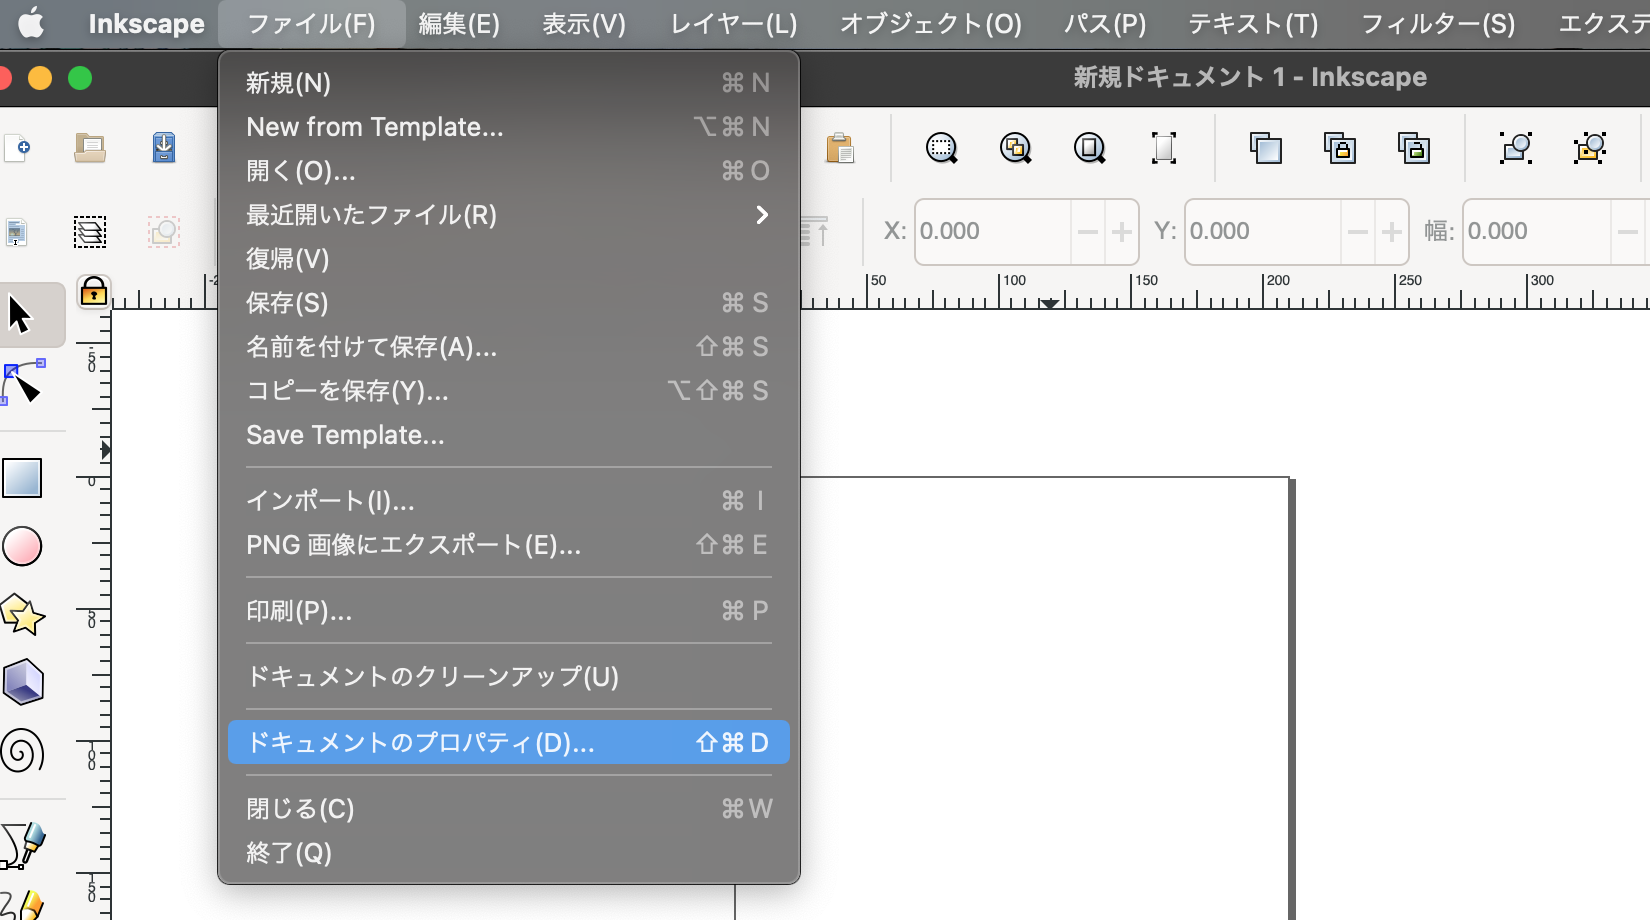 Inkscape ファイル(F) 編集(E) 表示(V) レイヤー(L) オブジェクト(O) パス(P) テキスト(T) フィルター(S) エクステ
新規ドキュメント 1 - Inkscape
新規(N) ⌘ N
New from Template... ⌥⌘ N
開く(O)... ⌘ O
最近開いたファイル(R)
復帰(V)
保存(S) ⌘ S
名前を付けて保存(A)... ⇧⌘ S
コピーを保存(Y)... ⌥⇧⌘ S
Save Template...
インポート(I)... ⌘ I
PNG 画像にエクスポート(E)... ⇧⌘ E
印刷(P)... ⌘ P
ドキュメントのクリーンアップ(U)
ドキュメントのプロパティ(D)... ⇧⌘ D
閉じる(C) ⌘W
終了(Q)
X: 0.000 Y: 0.000 幅: 0.000
50 100 150 200 250 300
-50
0
50
100
150